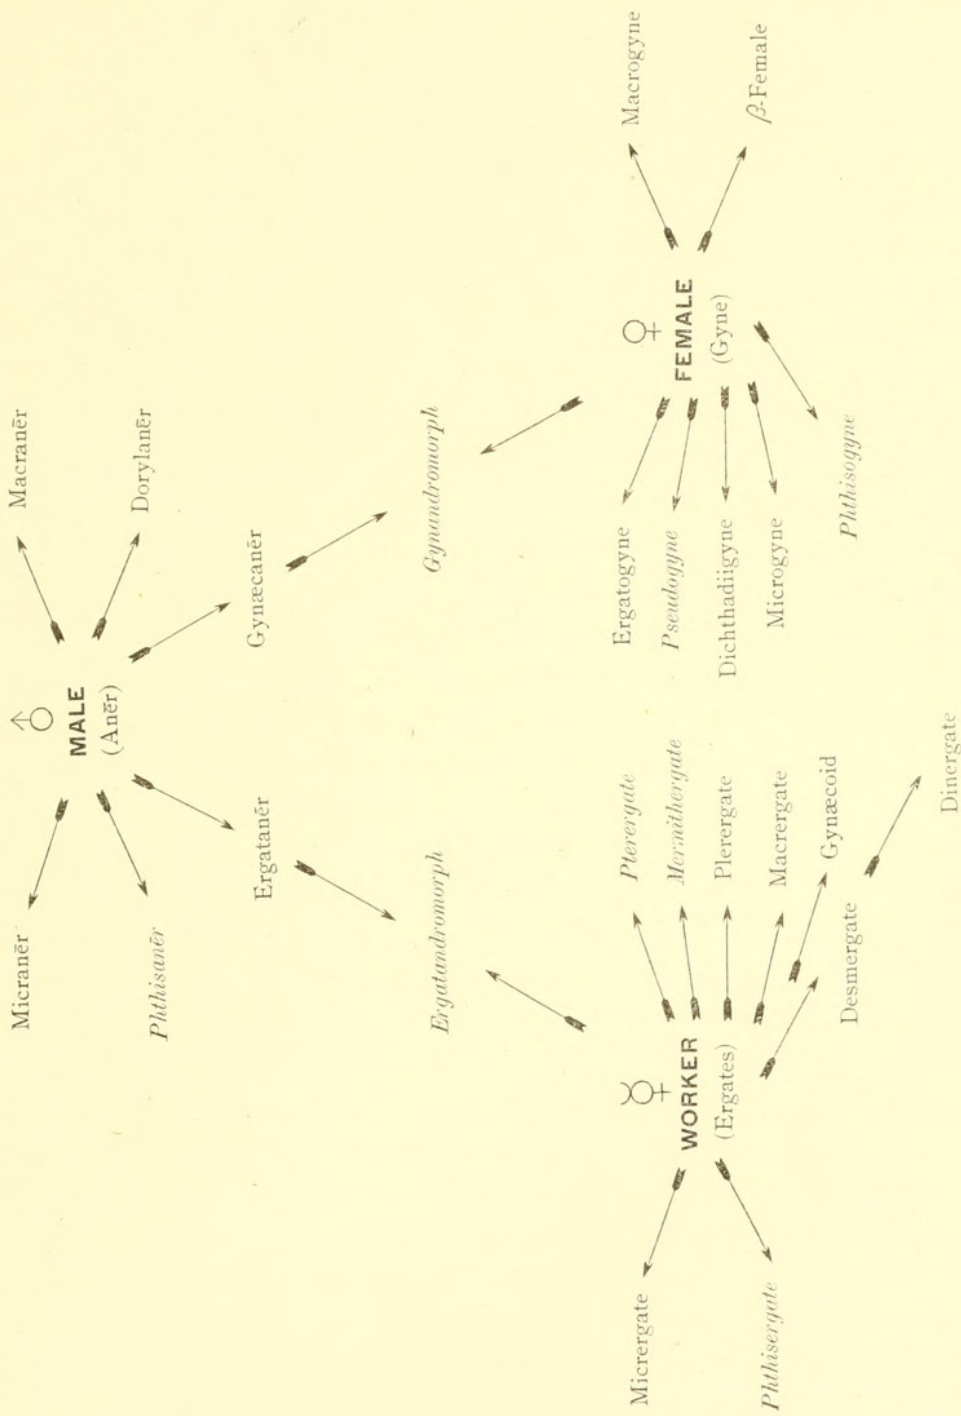 ♂
MALE
(Anēr)
Micranēr
Macranēr
Phthisanēr
Dorylanēr
Ergatanēr
Gynæcanēr
Ergatandromorph
Gynandromorph
☿
WORKER
(Ergates)
Micrergate
Phthisergate
Pterergate
Mermithergate
Plerergate
Macrergate
Gynæcoid
Desmergate
Dinergate
♀
FEMALE
(Gyne)
Ergatogyne
Pseudogyne
Dichthadiigyne
Microgyne
Phthisogyne
Macrogyne
β-Female